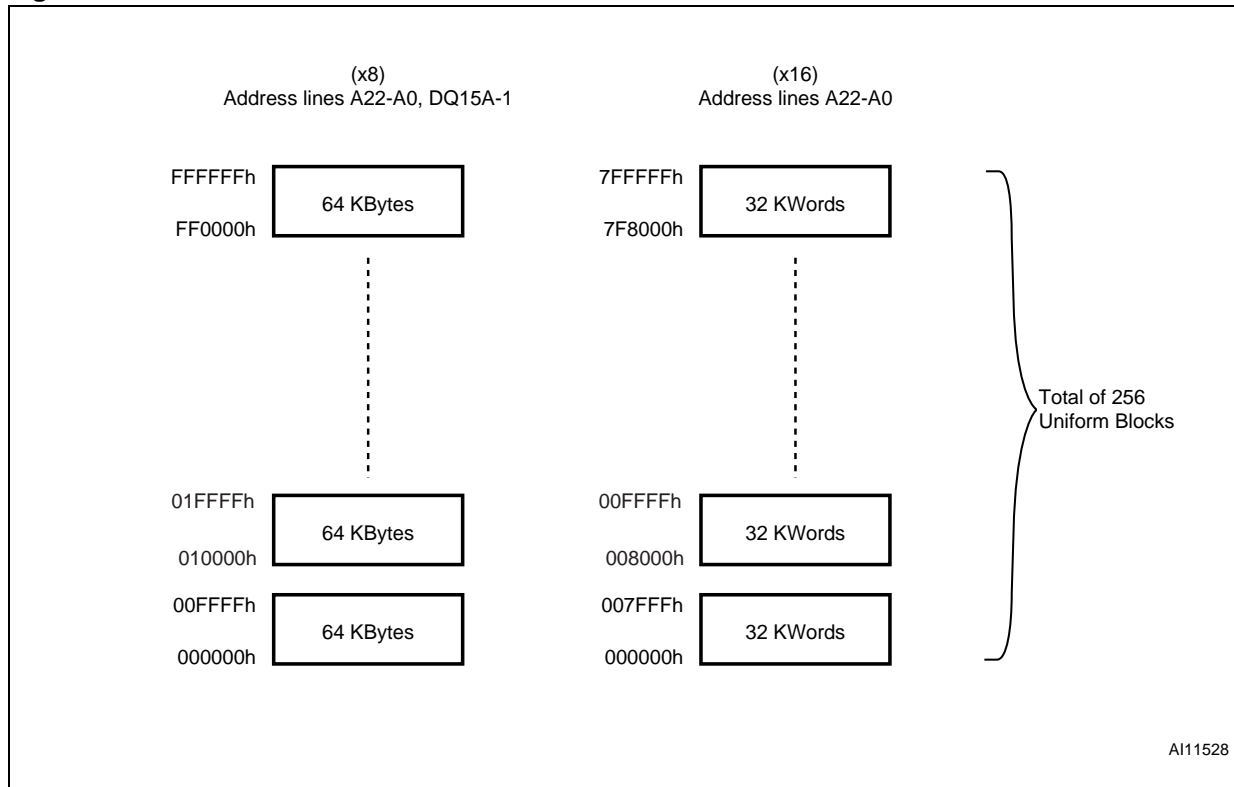 (x8)
Address lines A22-A0, DQ15A-1
(x16)
Address lines A22-A0
FFFFFFh
64 KBytes
FF0000h
7FFFFFh
32 KWords
7F8000h
Total of 256
Uniform Blocks
01FFFFh
64 KBytes
010000h
00FFFFh
32 KWords
008000h
00FFFFh
64 KBytes
000000h
007FFFh
32 KWords
000000h
AI11528